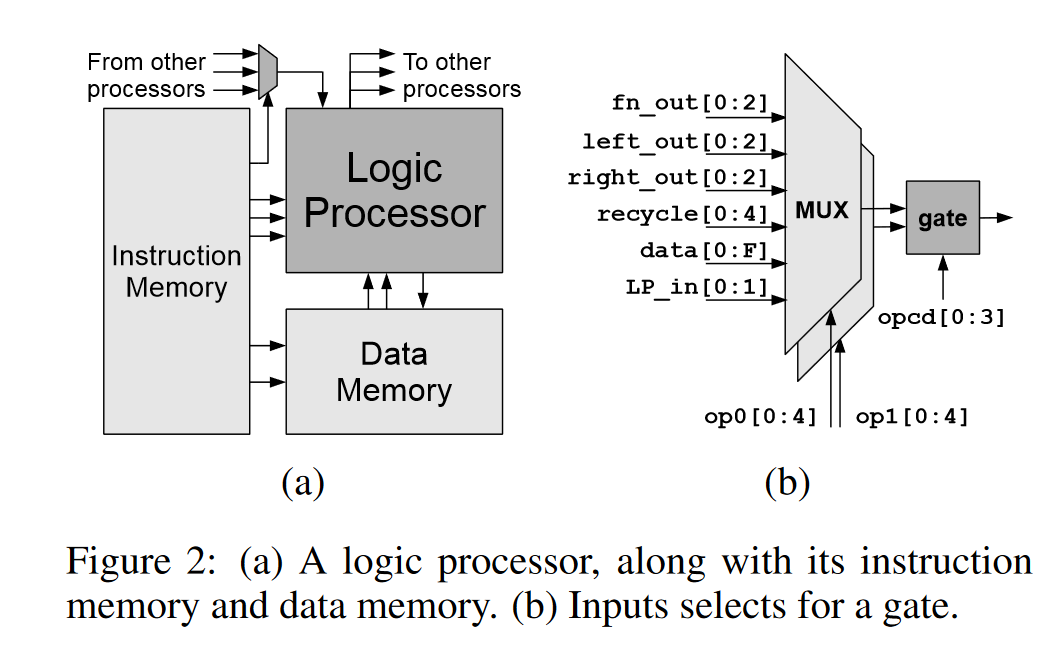 From other
processors
To other
processors
Logic
Processor
Instruction
Memory
Data
Memory
(a)
fn_out[0:2]
left_out[0:2]
right_out[0:2]
recycle[0:4]
data[0:F]
LP_in[0:1]
MUX
gate
opcd[0:3]
op0[0:4]
op1[0:4]
(b)
Figure 2: (a) A logic processor, along with its instruction
memory and data memory. (b) Inputs selects for a gate.